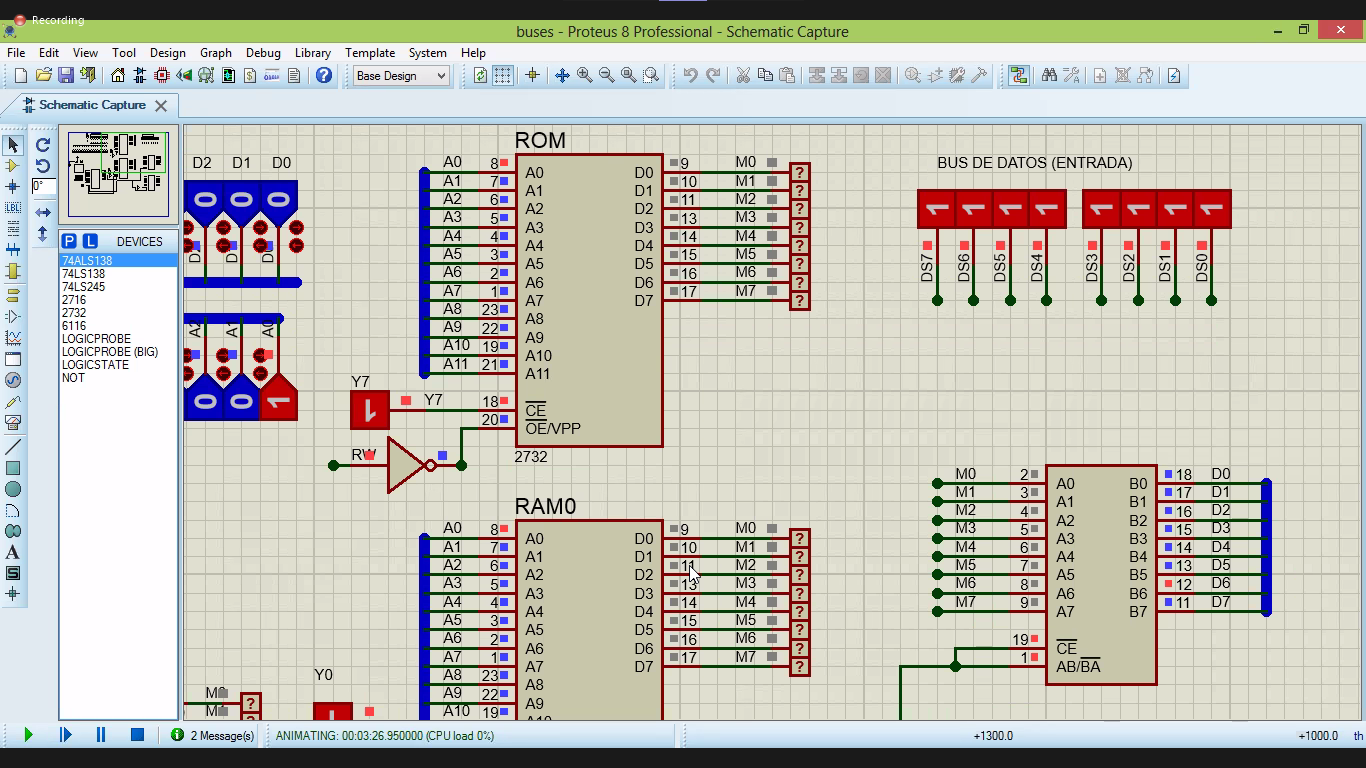 Recording
buses - Proteus 8 Professional - Schematic Capture
File Edit View Tool Design Graph Debug Library Template System Help
Base Design
Schematic Capture
0°
P L DEVICES
74ALS138
74LS138
74LS245
2716
2732
6116
LOGICPROBE
LOGICPROBE (BIG)
LOGICSTATE
NOT
D2 D1 D0
0 0 0
A0
0 0 1
ROM
A0 8 A0 D0 9 M0 ?
A1 7 A1 D1 10 M1 ?
A2 6 A2 D2 11 M2 ?
A3 5 A3 D3 13 M3 ?
A4 4 A4 D4 14 M4 ?
A5 3 A5 D5 15 M5 ?
A6 2 A6 D6 16 M6 ?
A7 1 A7 D7 17 M7 ?
A8 23 A8
A9 22 A9
A10 19 A10
A11 21 A11
Y7
1 Y7 18 CE
20 OE/VPP
2732
RAM0
A0 8 A0 D0 9 M0 ?
A1 7 A1 D1 10 M1 ?
A2 6 A2 D2 M2 ?
A3 5 A3 D3 13 M3 ?
A4 4 A4 D4 14 M4 ?
A5 3 A5 D5 15 M5 ?
A6 2 A6 D6 16 M6 ?
A7 1 A7 D7 17 M7 ?
A8 23 A8
A9 22 A9
A10 19 A10
Y0
?
?
BUS DE DATOS (ENTRADA)
1 1 1 1 1 1 1 1
DS7 DS6 DS5 DS4 DS3 DS2 DS1 DS0
M0 2 A0 B0 18 D0
M1 3 A1 B1 17 D1
M2 4 A2 B2 16 D2
M3 5 A3 B3 15 D3
M4 6 A4 B4 14 D4
M5 7 A5 B5 13 D5
M6 8 A6 B6 12 D6
M7 9 A7 B7 11 D7
19 CE
1 AB/BA
2 Message(s) ANIMATING: 00:03:26.950000 (CPU load 0%) +1300.0 +1000.0 th